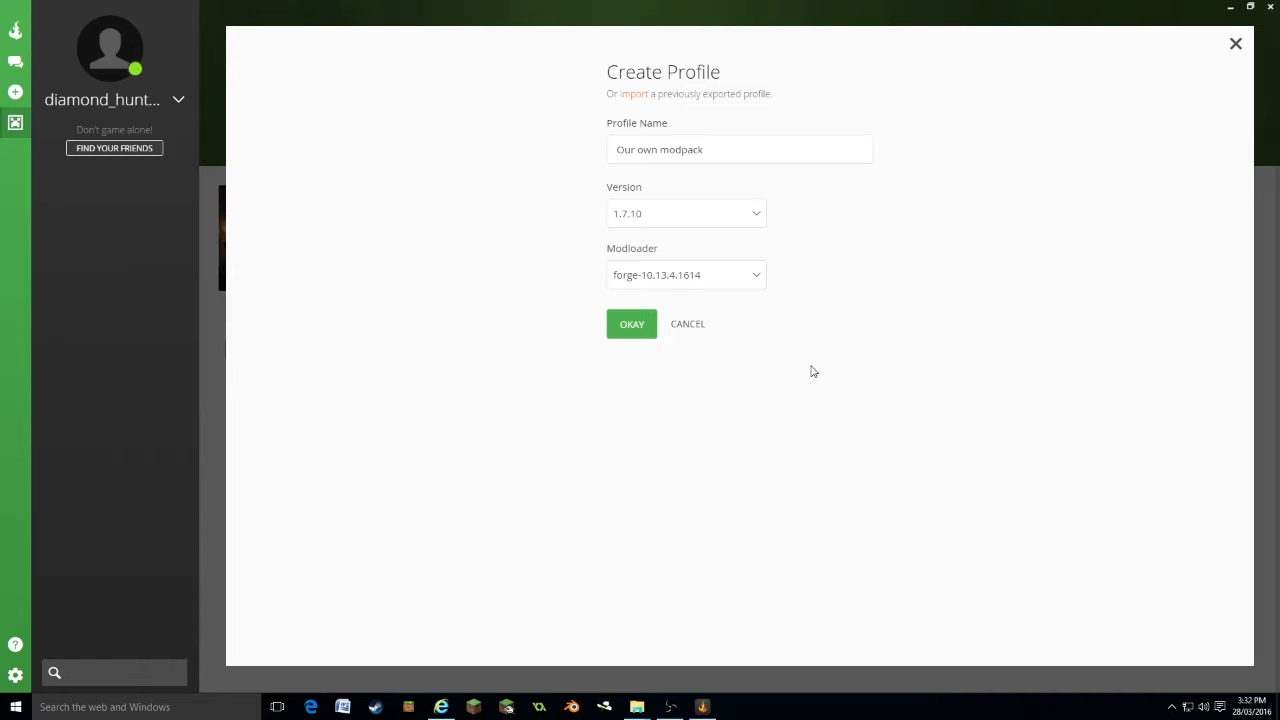 diamond_hunt...
Don't game alone!
FIND YOUR FRIENDS
Create Profile
Or Import a previously exported profile.
Profile Name
Our own modpack
Version
1.7.10
Modloader
forge-10.13.4.1614
OKAY
CANCEL
Search the web and Windows
3:32 PM
28/03/2016